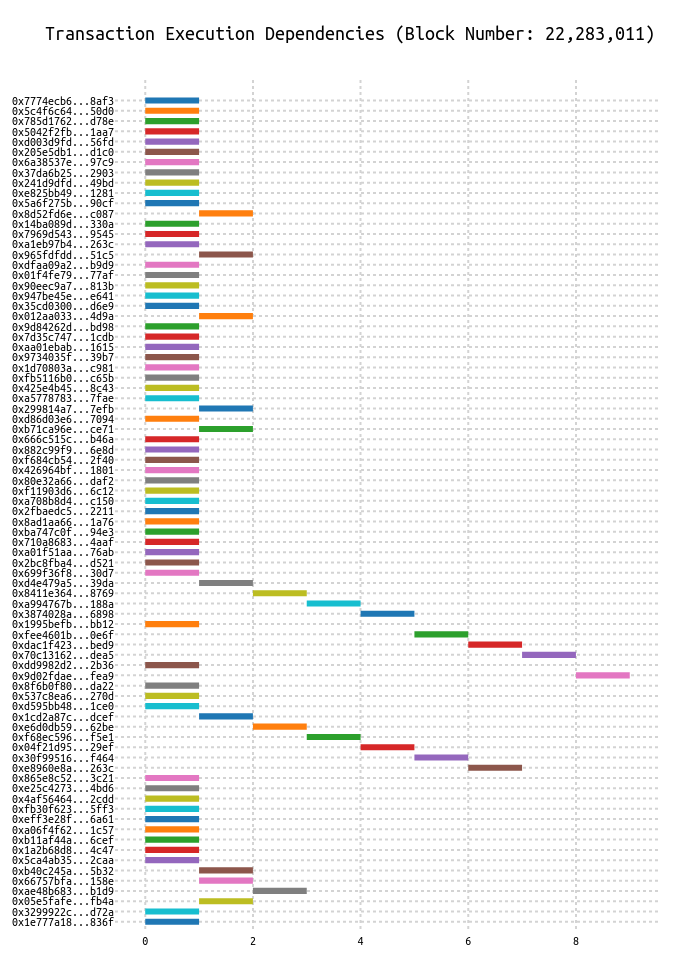 Transaction Execution Dependencies (Block Number: 22,283,011)
0x7774ecb6...8af3
0x5c4f6c64...50d0
0x785d1762...d78e
0x5042f2fb...1aa7
0xd003d9fd...56fd
0x205e5db1...d1c0
0x6a38537e...97c9
0x37da6b25...2903
0x241d9dfd...49bd
0xe825bb49...1281
0x5a6f275b...90cf
0x8d52fd6e...c087
0x14ba089d...330a
0x7969d543...9545
0xa1eb97b4...263c
0x965fdfdd...51c5
0xdfaa09a2...b9d9
0x01f4fe79...77af
0x90eec9a7...813b
0x947be45e...e641
0x35cd0300...d6e9
0x012aa033...4d9a
0x9d84262d...bd98
0x7d35c747...1cdb
0xaa01ebab...1615
0x9734035f...39b7
0x1d70803a...c981
0xfb5116b0...c65b
0x425e4b45...8c43
0xa5778783...7fae
0x299814a7...7efb
0xd86d03e6...7094
0xb71ca96e...ce71
0x666c515c...b46a
0x882c99f9...6e8d
0xf684cb54...2f40
0x426964bf...1801
0x80e32a66...daf2
0xf11903d6...6c12
0xa708b8d4...c150
0x2fbaedc5...2211
0x8ad1aa66...1a76
0xba747c0f...94e3
0x710a8683...4aaf
0xa01f51aa...76ab
0x2bc8fba4...d521
0x699f36f8...30d7
0xd4e479a5...39da
0x8411e364...8769
0xa994767b...188a
0x3874028a...6898
0x1995befb...bb12
0xfee4601b...0e6f
0xdac1f423...bed9
0x70c13162...dea5
0xdd9982d2...2b36
0x9d02fdae...fea9
0x8f6b0f80...da22
0x537c8ea6...270d
0xd595bb48...1ce0
0x1cd2a87c...dcef
0xe6d0db59...62be
0xf68ec596...f5e1
0x04f21d95...29ef
0x30f99516...f464
0xe8960e8a...263c
0x865e8c52...3c21
0xe25c4273...4bd6
0x4af56464...2cdd
0xfb30f623...5ff3
0xeff3e28f...6a61
0xa06f4f62...1c57
0xb11af44a...6cef
0x1a2b68d8...4c47
0x5ca4ab35...2caa
0xb40c245a...5b32
0x66757bfa...158e
0xae48b683...b1d9
0x05e5fafe...fb4a
0x3299922c...d72a
0x1e777a18...836f
0 2 4 6 8